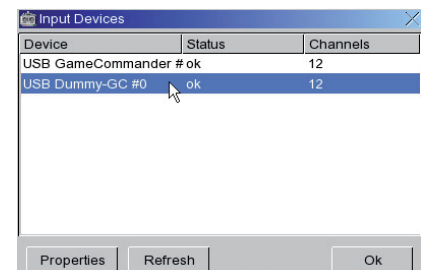 Input Devices
Device Status Channels
USB GameCommander # ok 12
USB Dummy-GC #0 ok 12
Properties Refresh Ok